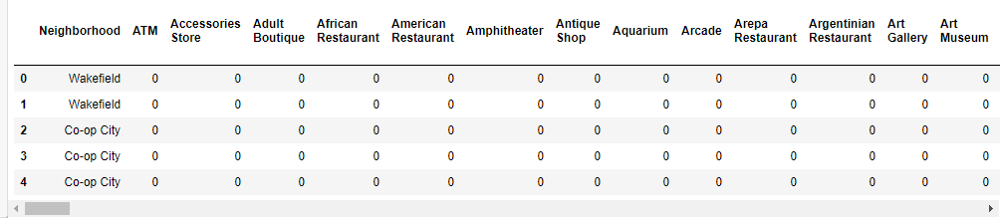 Neighborhood ATM Accessories Store Adult Boutique African Restaurant American Restaurant Amphitheater Antique Shop Aquarium Arcade Arepa Restaurant Argentinian Restaurant Art Gallery Art Museum
0 Wakefield 0 0 0 0 0 0 0 0 0 0 0 0 0
1 Wakefield 0 0 0 0 0 0 0 0 0 0 0 0 0
2 Co-op City 0 0 0 0 0 0 0 0 0 0 0 0 0
3 Co-op City 0 0 0 0 0 0 0 0 0 0 0 0 0
4 Co-op City 0 0 0 0 0 0 0 0 0 0 0 0 0